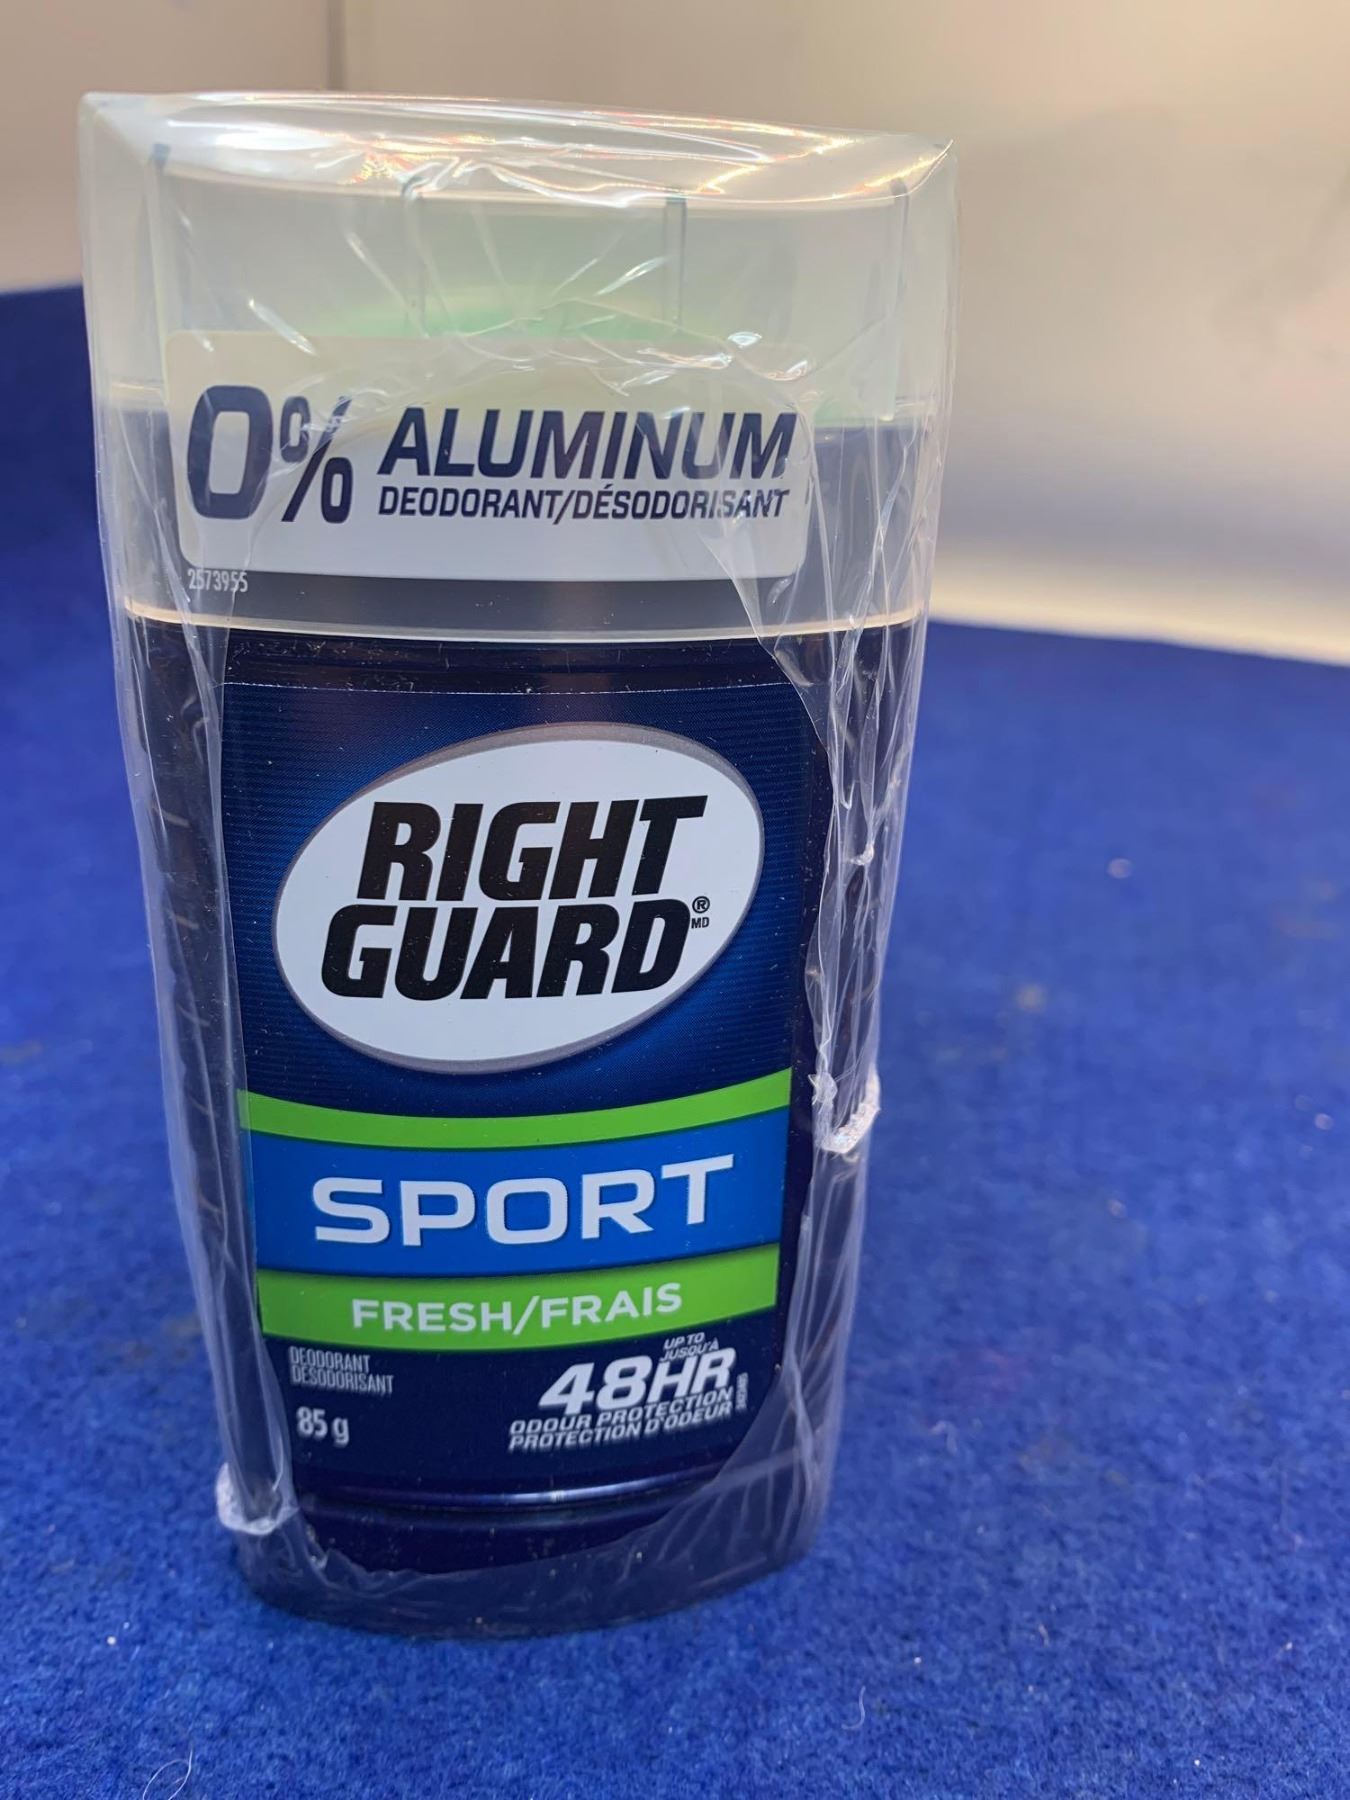 0% ALUMINUM
DEODORANT/DÉSODORISANT
2573955
RIGHT
GUARD®
MD
SPORT
FRESH/FRAIS
DEODORANT
DÉSODORISANT
85 g
UP TO
JUSQU'À
48HR
ODOUR PROTECTION
PROTECTION D'ODEUR